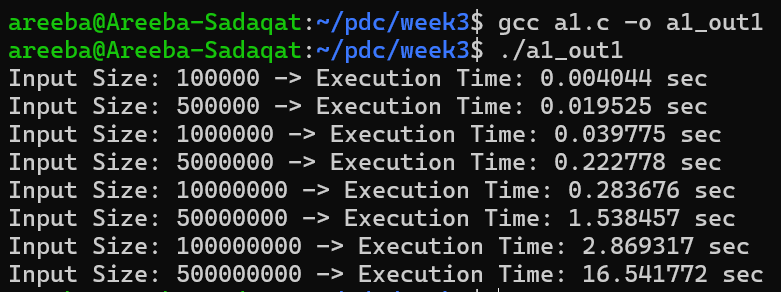 areeba@Areeba-Sadaqat:~/pdc/week3$ gcc a1.c -o a1_out1
areeba@Areeba-Sadaqat:~/pdc/week3$ ./a1_out1
Input Size: 100000 -> Execution Time: 0.004044 sec
Input Size: 500000 -> Execution Time: 0.019525 sec
Input Size: 1000000 -> Execution Time: 0.039775 sec
Input Size: 5000000 -> Execution Time: 0.222778 sec
Input Size: 10000000 -> Execution Time: 0.283676 sec
Input Size: 50000000 -> Execution Time: 1.538457 sec
Input Size: 100000000 -> Execution Time: 2.869317 sec
Input Size: 500000000 -> Execution Time: 16.541772 sec